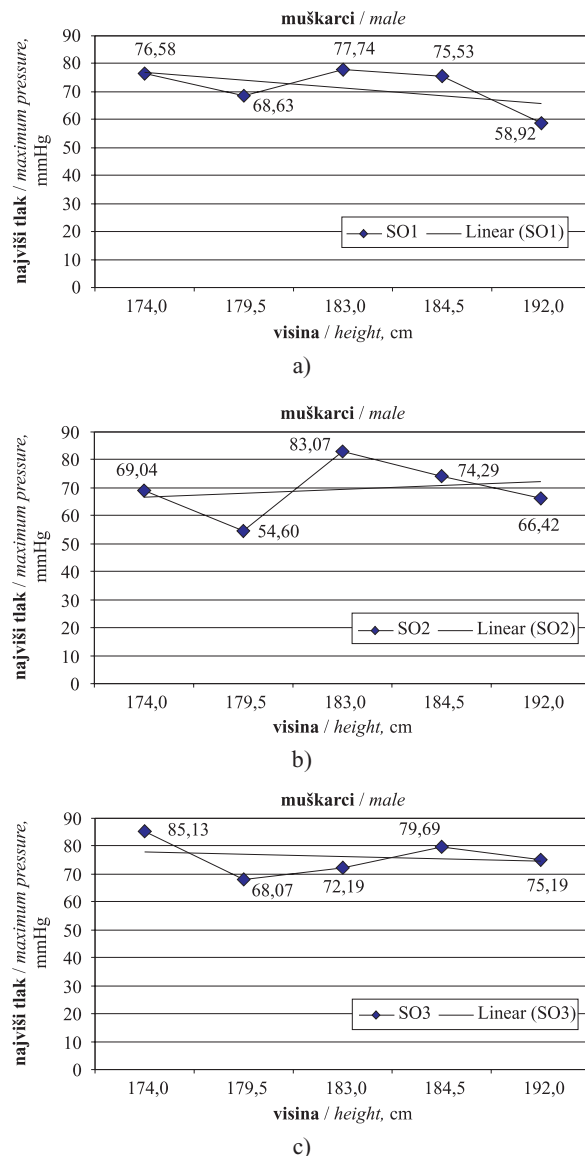 muškarci / male
najviši tlak / maximum pressure,
mmHg
90
80
70
60
50
40
30
20
10
0
76,58
68,63
77,74
75,53
58,92
SO1 Linear (SO1)
174,0 179,5 183,0 184,5 192,0
visina / height, cm
a)
muškarci / male
najviši tlak / maximum pressure,
mmHg
90
80
70
60
50
40
30
20
10
0
69,04
54,60
83,07
74,29
66,42
SO2 Linear (SO2)
174,0 179,5 183,0 184,5 192,0
visina / height, cm
b)
muškarci / male
najviši tlak / maximum pressure,
mmHg
90
80
70
60
50
40
30
20
10
0
85,13
68,07
72,19
79,69
75,19
SO3 Linear (SO3)
174,0 179,5 183,0 184,5 192,0
visina / height, cm
c)